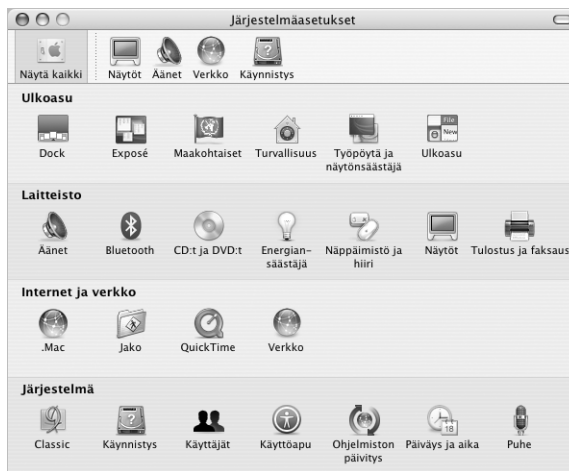 Järjestelmäasetukset
Näytä kaikki Näytöt Äänet Verkko Käynnistys
Ulkoasu
Dock Exposé Maakohtaiset Turvallisuus Työpöytä ja näytönsäästäjä Ulkoasu
File
New
Laitteisto
Äänet Bluetooth CD:t ja DVD:t Energian-säästäjä Näppäimistö ja hiiri Näytöt Tulostus ja faksaus
Internet ja verkko
.Mac Jako QuickTime Verkko
Järjestelmä
18
Classic Käynnistys Käyttäjät Käyttöapu Ohjelmiston päivitys Päiväys ja aika Puhe